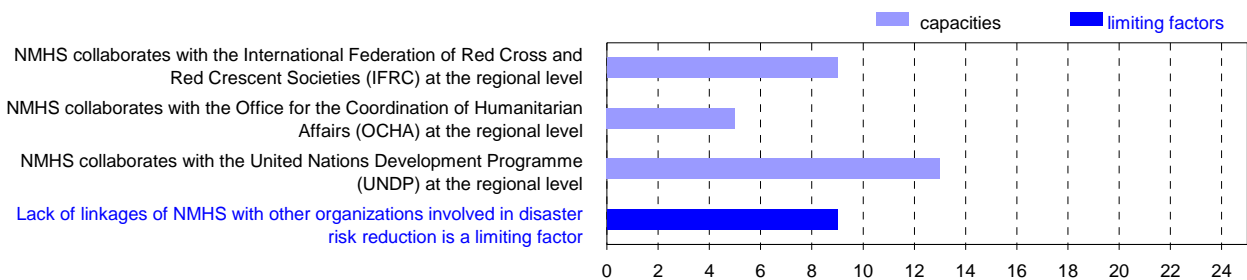 capacities limiting factors
NMHS collaborates with the International Federation of Red Cross and
Red Crescent Societies (IFRC) at the regional level
NMHS collaborates with the Office for the Coordination of Humanitarian
Affairs (OCHA) at the regional level
NMHS collaborates with the United Nations Development Programme
(UNDP) at the regional level
Lack of linkages of NMHS with other organizations involved in disaster
risk reduction is a limiting factor
0 2 4 6 8 10 12 14 16 18 20 22 24